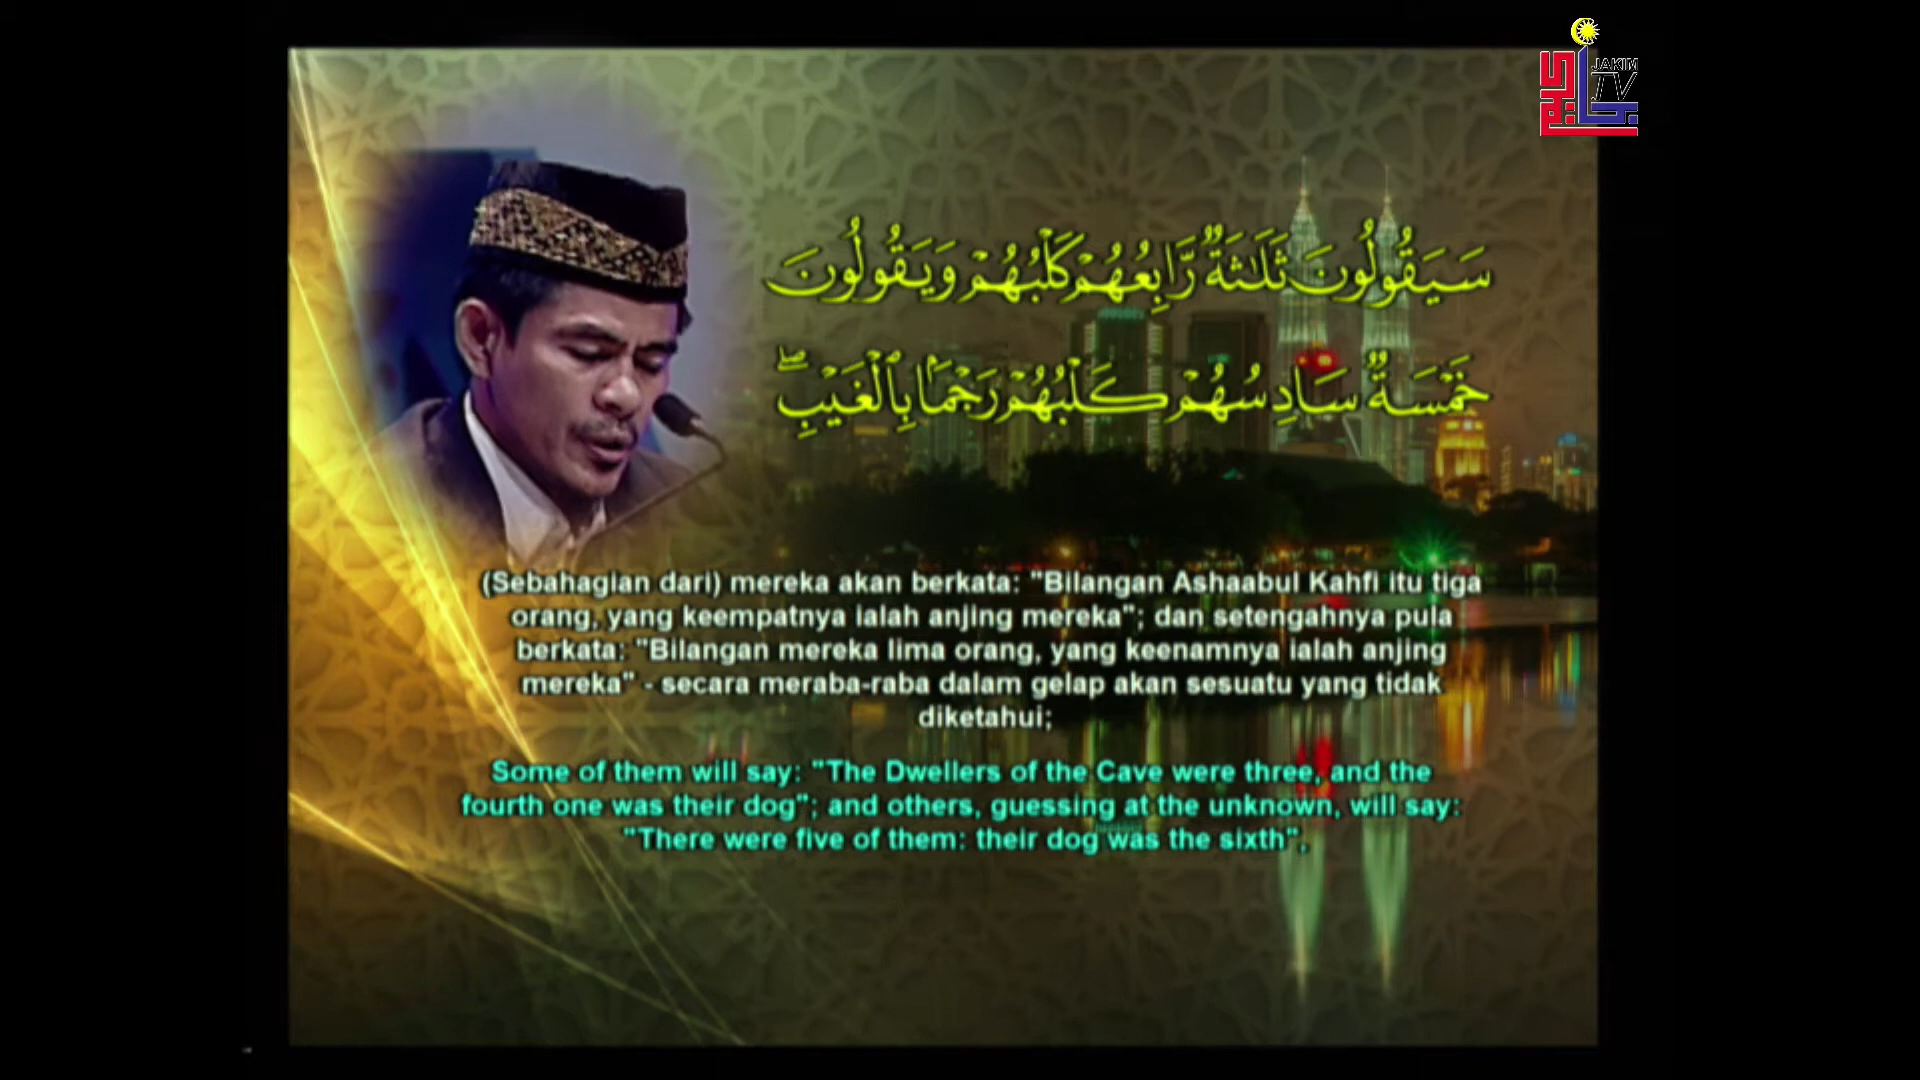 JAKIM
TV
سَيَقُولُونَ ثَلَٰثَةٌ رَّابِعُهُمْ كَلْبُهُمْ وَيَقُولُونَ
خَمْسَةٌ سَادِسُهُمْ كَلْبُهُمْ رَجْمًۢا بِٱلْغَيْبِ ۖ
(Sebahagian dari) mereka akan berkata: "Bilangan Ashaabul Kahfi itu tiga
orang, yang keempatnya ialah anjing mereka"; dan setengahnya pula
berkata: "Bilangan mereka lima orang, yang keenamnya ialah anjing
mereka" - secara meraba-raba dalam gelap akan sesuatu yang tidak
diketahui;
Some of them will say: "The Dwellers of the Cave were three, and the
fourth one was their dog"; and others, guessing at the unknown, will say:
"There were five of them: their dog was the sixth",